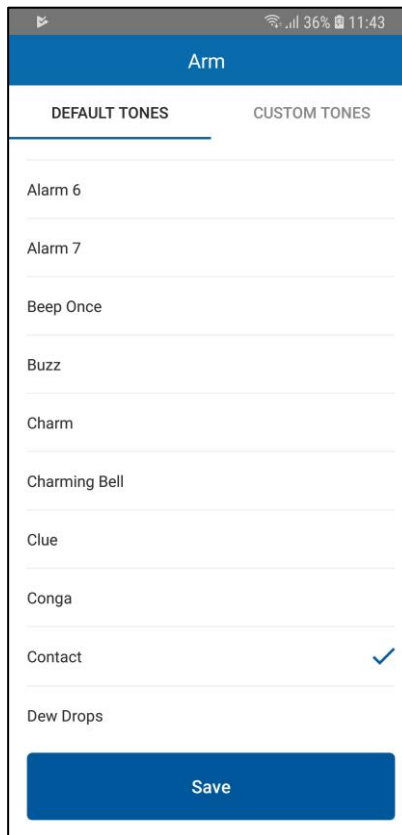 36% 11:43
Arm
DEFAULT TONES CUSTOM TONES
Alarm 6
Alarm 7
Beep Once
Buzz
Charm
Charming Bell
Clue
Conga
Contact
Dew Drops
Save